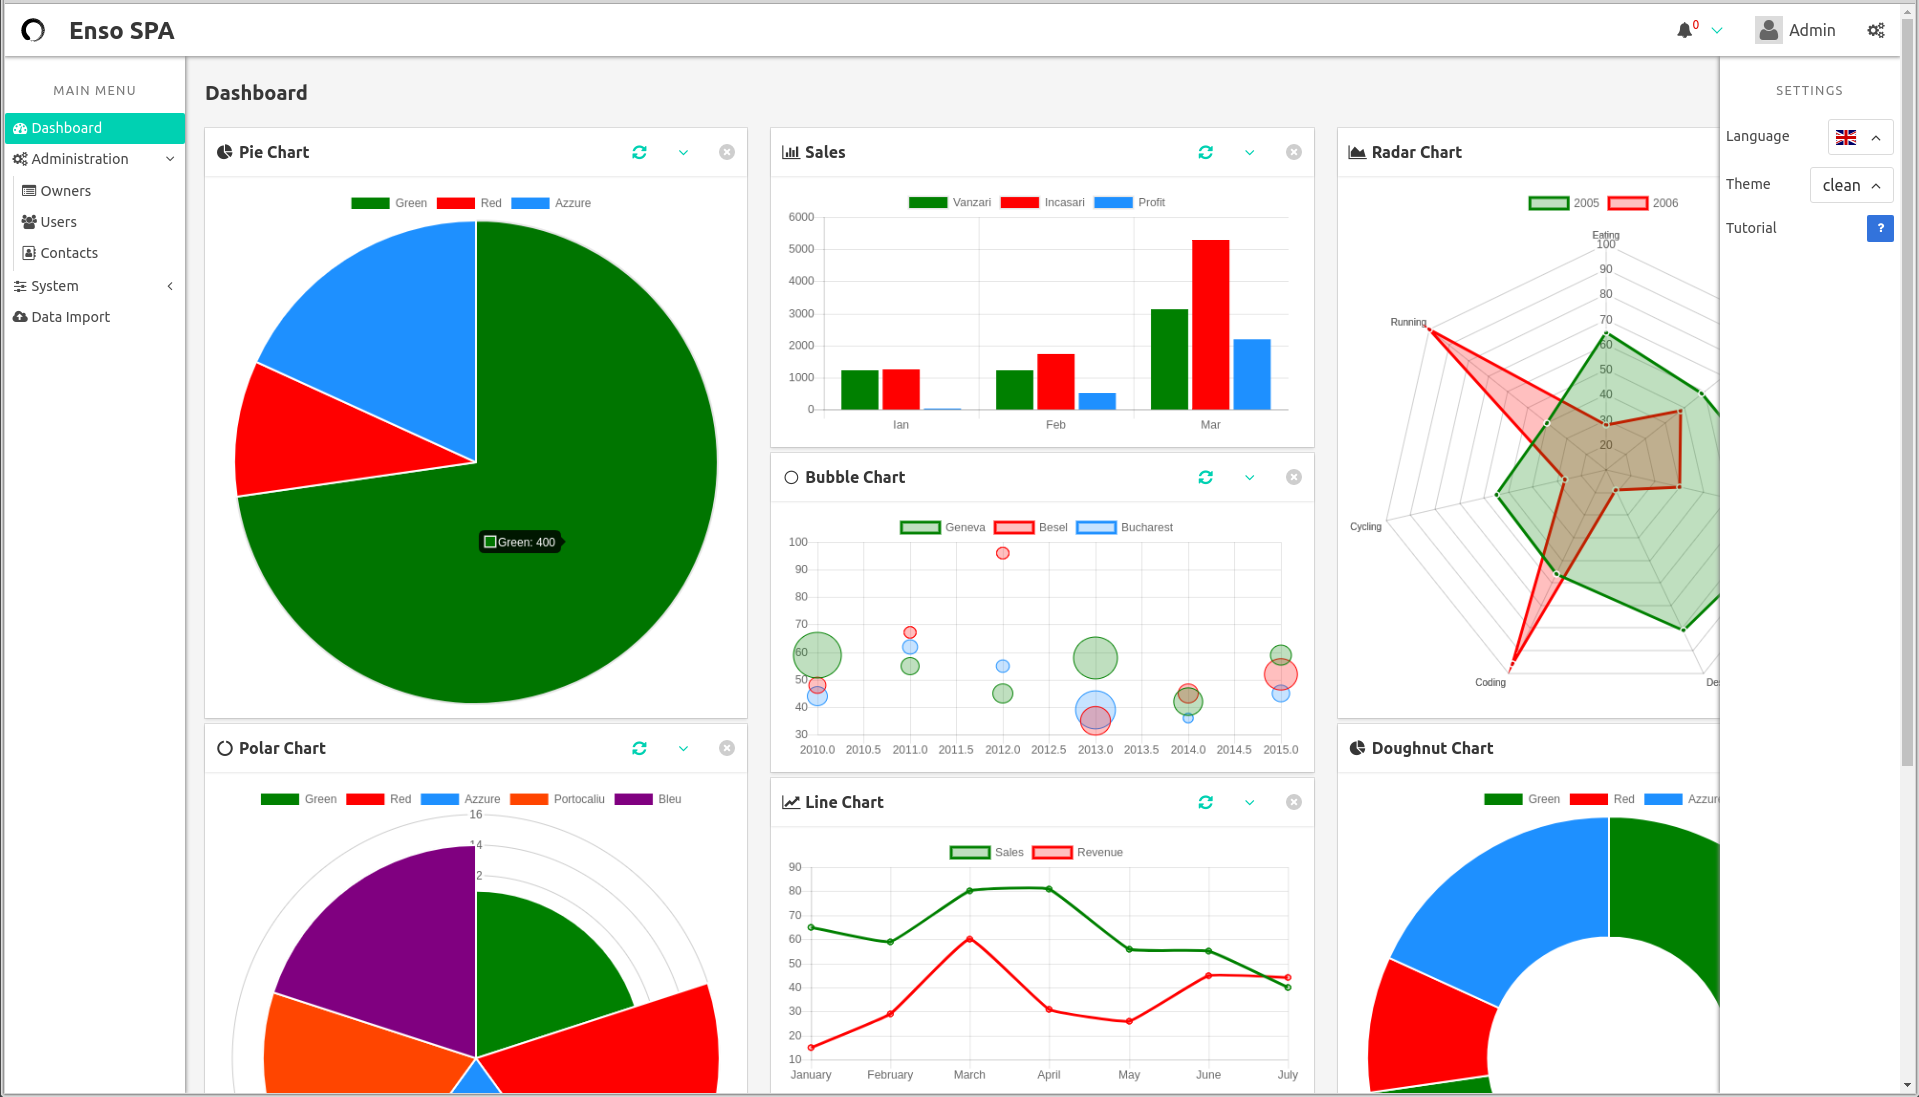 Enso SPA
0
Admin
MAIN MENU
Dashboard
Administration
Owners
Users
Contacts
System
Data Import
Dashboard
Pie Chart
Green Red Azzure
Green: 400
Sales
Vanzari Incasari Profit
6000
5000
4000
3000
2000
1000
0
Ian Feb Mar
Radar Chart
2005 2006
Eating
100
90
80
70
60
50
40
30
20
Running
Cycling
Coding
Des
SETTINGS
Language
Theme clean
Tutorial ?
Bubble Chart
Geneva Besel Bucharest
100
90
80
70
60
50
40
30
2010.0 2010.5 2011.0 2011.5 2012.0 2012.5 2013.0 2013.5 2014.0 2014.5 2015.0
Polar Chart
Green Red Azzure Portocaliu Bleu
16
14
2
Line Chart
Sales Revenue
90
80
70
60
50
40
30
20
10
January February March April May June July
Doughnut Chart
Green Red Azzure